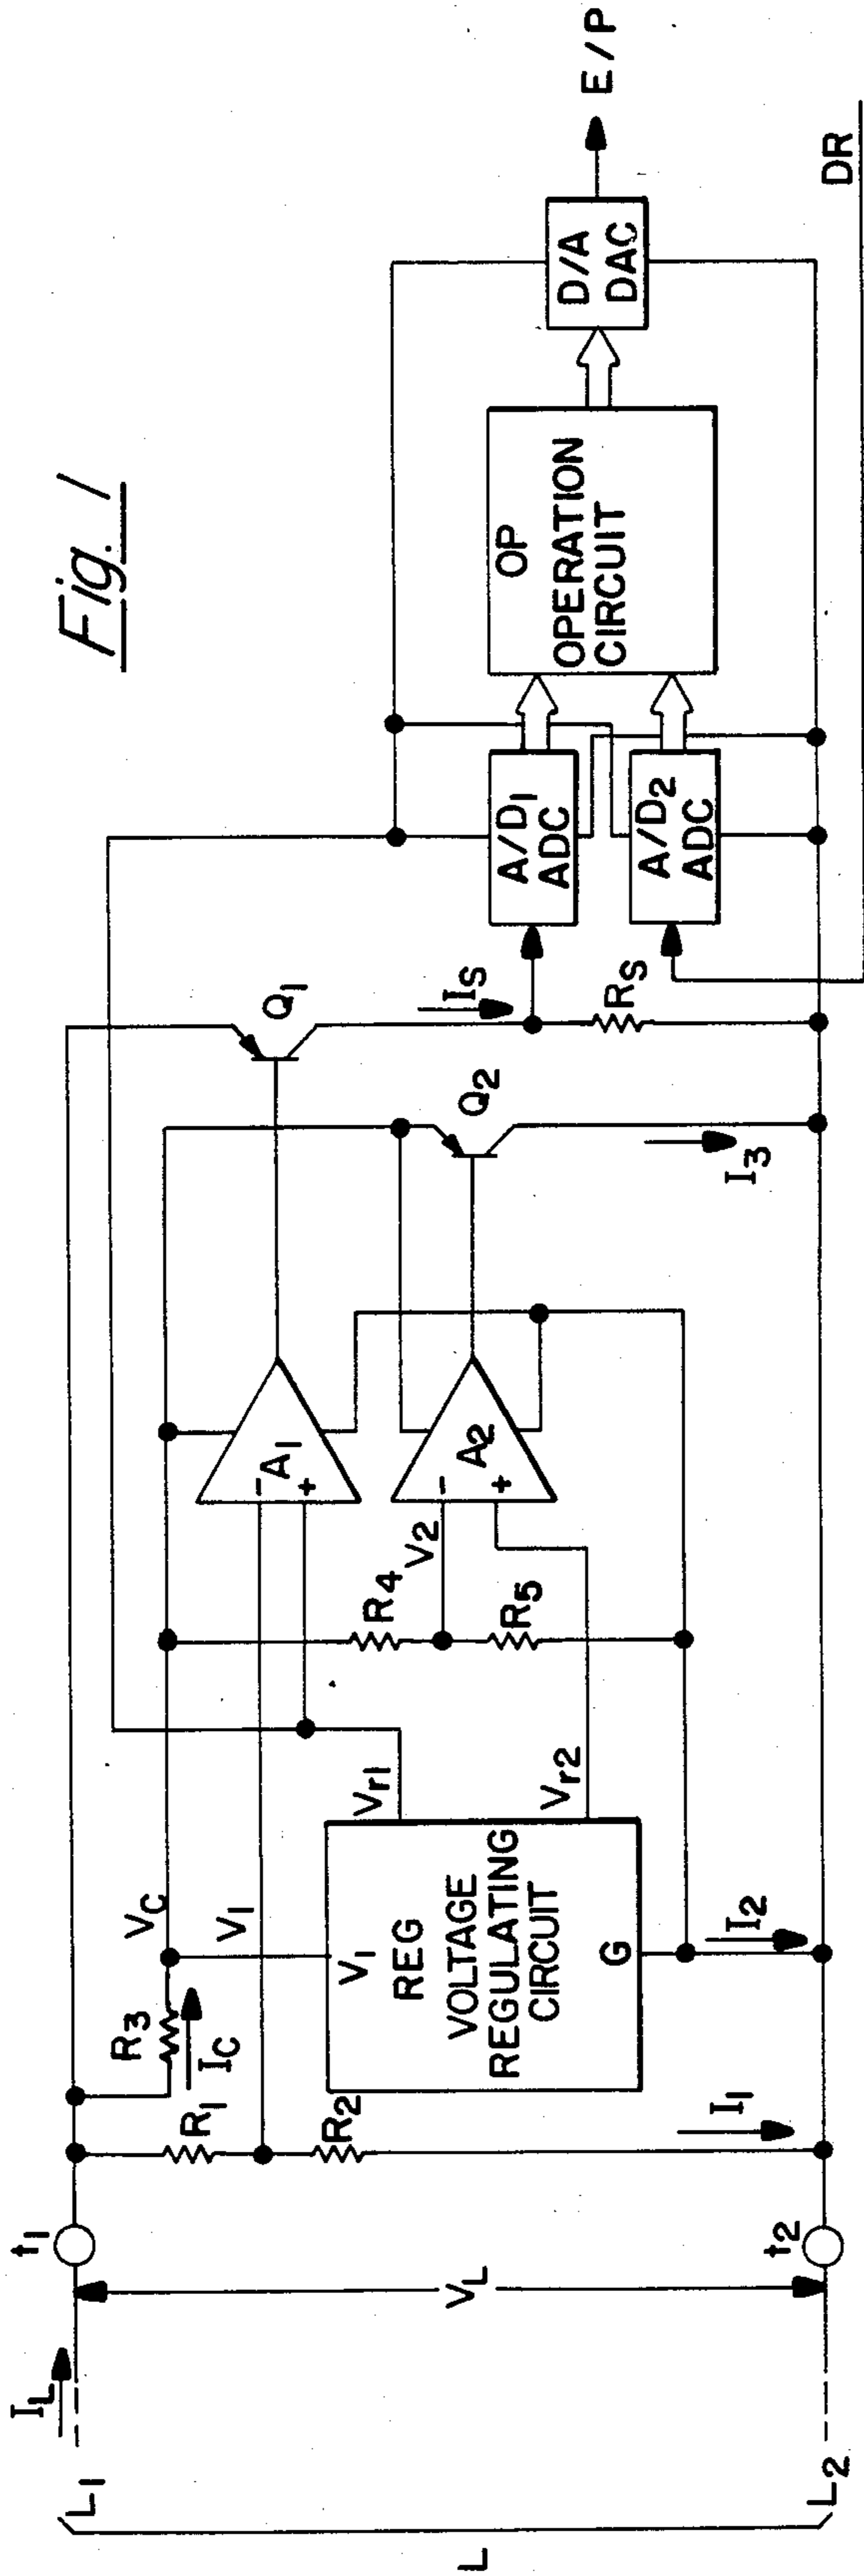 Fig. 1
L
L1
L2
IL
t1
t2
VL
R1
R2
I1
R3
IC
VC
V1
V1
REG
VOLTAGE
REGULATING
CIRCUIT
G
Vr1
Vr2
I2
R4
R5
V2
-
A1
+
-
A2
+
Q1
Q2
I3
IS
RS
A/D1
ADC
A/D2
ADC
OP
OPERATION
CIRCUIT
D/A
DAC
E/P
DR